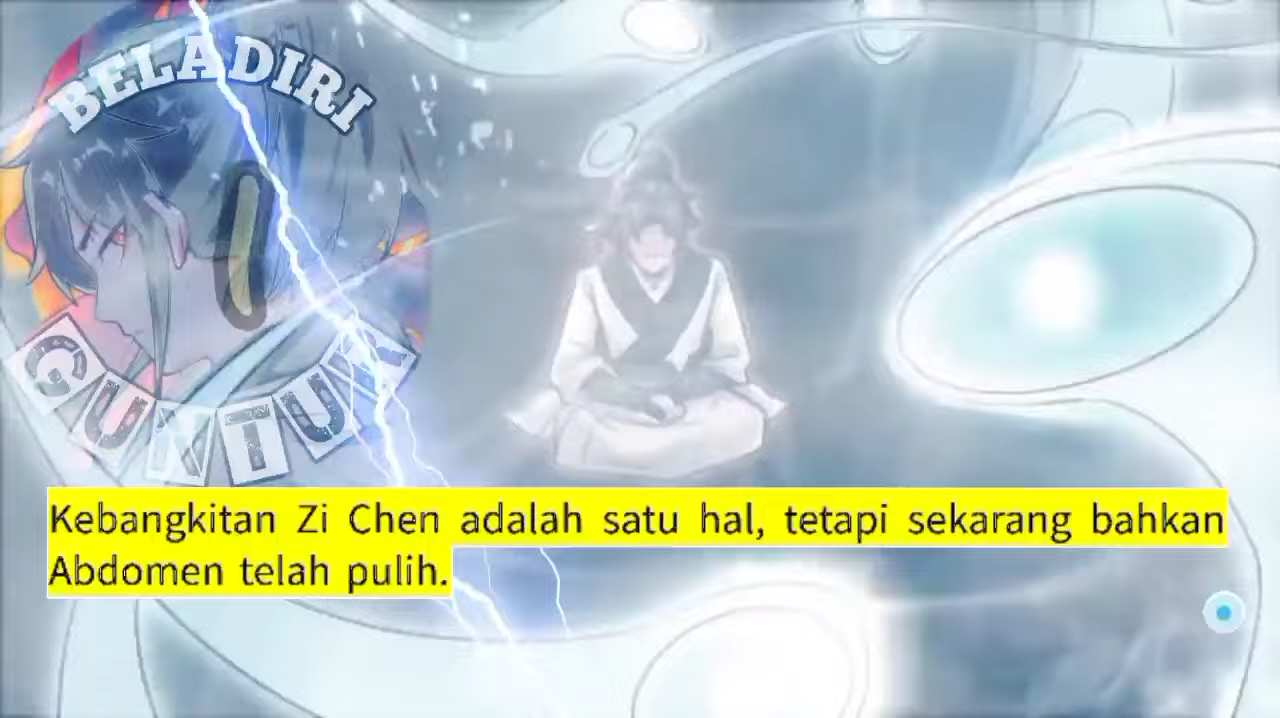 BELADIRI
GUNTUR
Kebangkitan Zi Chen adalah satu hal, tetapi sekarang bahkan
Abdomen telah pulih.